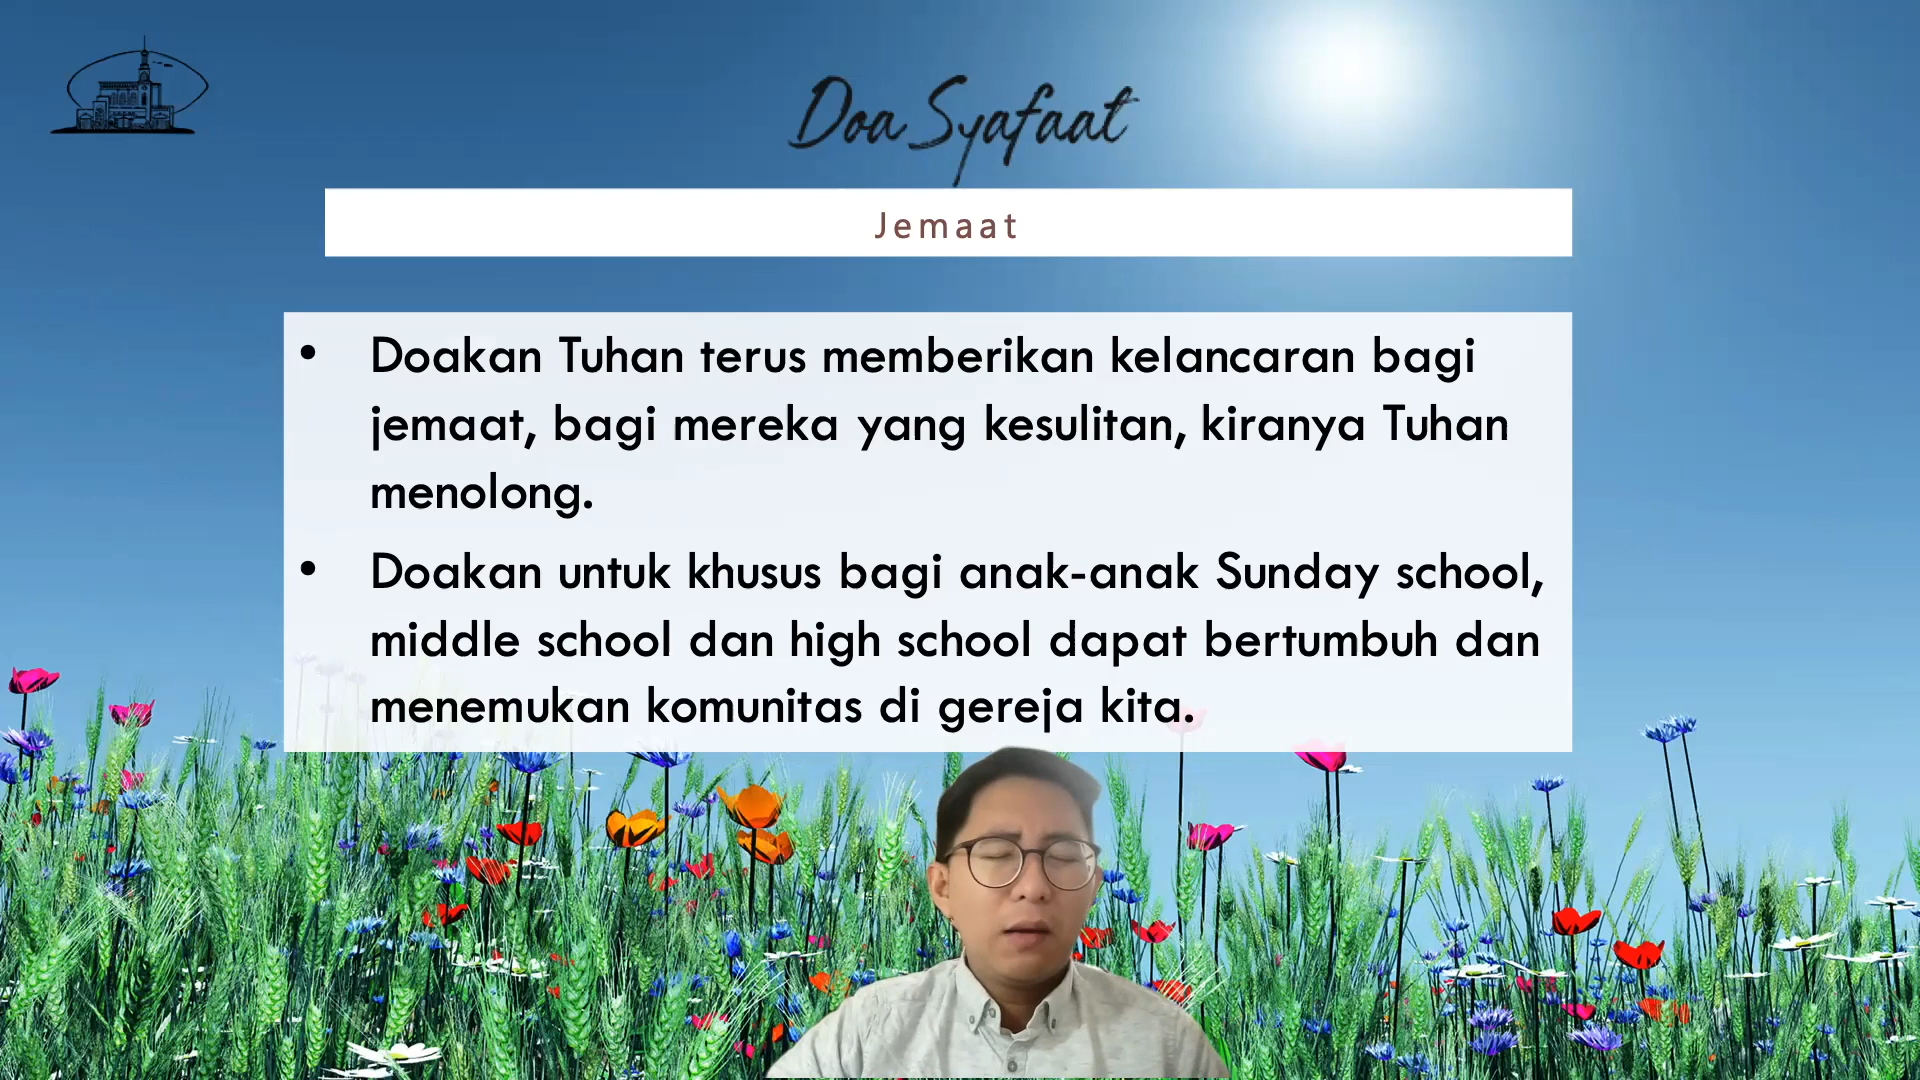 Doa Syafaat
Jemaat
• Doakan Tuhan terus memberikan kelancaran bagi
jemaat, bagi mereka yang kesulitan, kiranya Tuhan
menolong.
• Doakan untuk khusus bagi anak-anak Sunday school,
middle school dan high school dapat bertumbuh dan
menemukan komunitas di gereja kita.